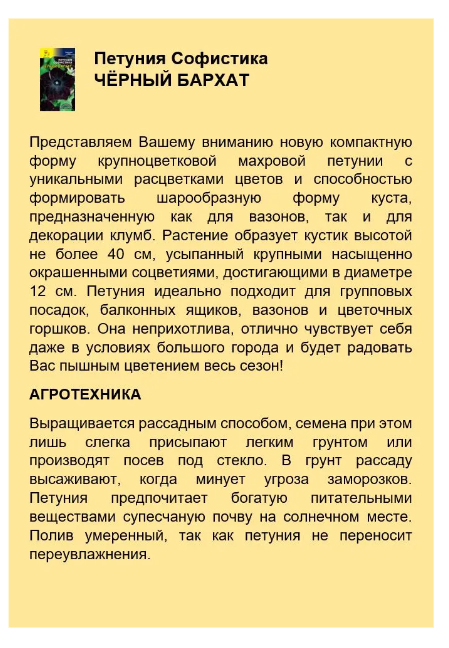 Петуния Софистика
ЧЁРНЫЙ БАРХАТ
Представляем Вашему вниманию новую компактную
форму крупноцветковой махровой петунии с
уникальными расцветками цветов и способностью
формировать шарообразную форму куста,
предназначенную как для вазонов, так и для
декорации клумб. Растение образует кустик высотой
не более 40 см, усыпанный крупными насыщенно
окрашенными соцветиями, достигающими в диаметре
12 см. Петуния идеально подходит для групповых
посадок, балконных ящиков, вазонов и цветочных
горшков. Она неприхотлива, отлично чувствует себя
даже в условиях большого города и будет радовать
Вас пышным цветением весь сезон!
АГРОТЕХНИКА
Выращивается рассадным способом, семена при этом
лишь слегка присыпают легким грунтом или
производят посев под стекло. В грунт рассаду
высаживают, когда минует угроза заморозков.
Петуния предпочитает богатую питательными
веществами супесчаную почву на солнечном месте.
Полив умеренный, так как петуния не переносит
переувлажнения.